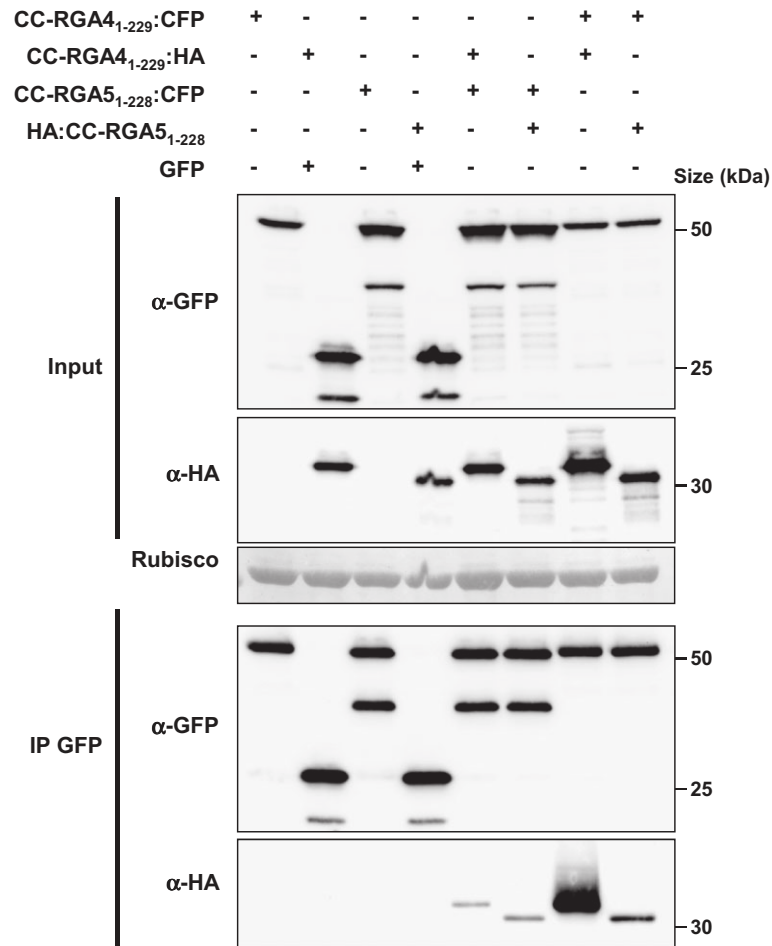 CC-RGA4₁₋₂₂₉:CFP + - - - - - + +
CC-RGA4₁₋₂₂₉:HA - + - - + - + -
CC-RGA5₁₋₂₂₈:CFP - - + - + + - -
HA:CC-RGA5₁₋₂₂₈ - - - + - + - +
GFP - + - + - - - -
Size (kDa)
50
α-GFP
Input
25
α-HA
30
Rubisco
50
α-GFP
IP GFP
25
α-HA
30